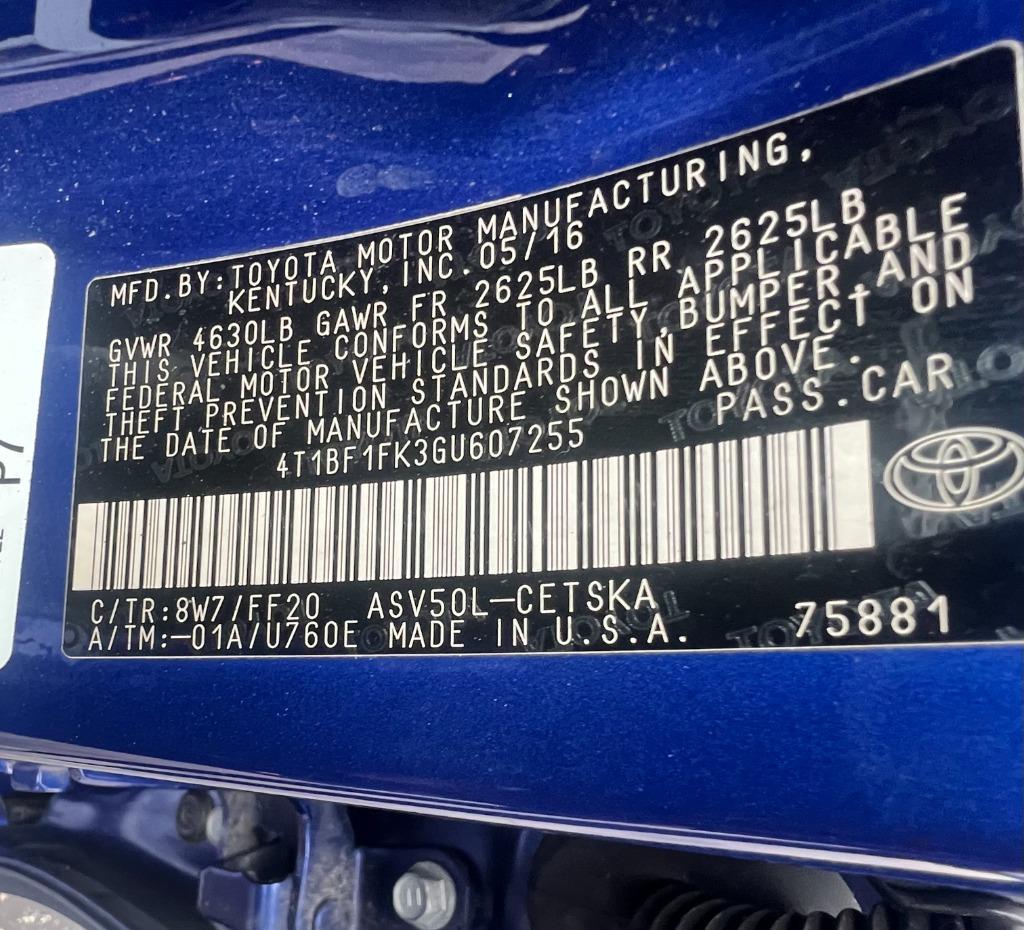 MFD.BY:TOYOTA MOTOR MANUFACTURING,
KENTUCKY,INC.05/16
GVWR 4630LB GAWR FR 2625LB RR 2625LB
THIS VEHICLE CONFORMS TO ALL APPLICABLE
FEDERAL MOTOR VEHICLE SAFETY,BUMPER,AND
THEFT PREVENTION STANDARDS IN EFFECT ON
THE DATE OF MANUFACTURE SHOWN ABOVE.
4T1BF1FK3GU607255 PASS.CAR
C/TR:8W7/FF20 ASV50L-CETSKA
A/TM:-01A/U760E MADE IN U.S.A. 75881